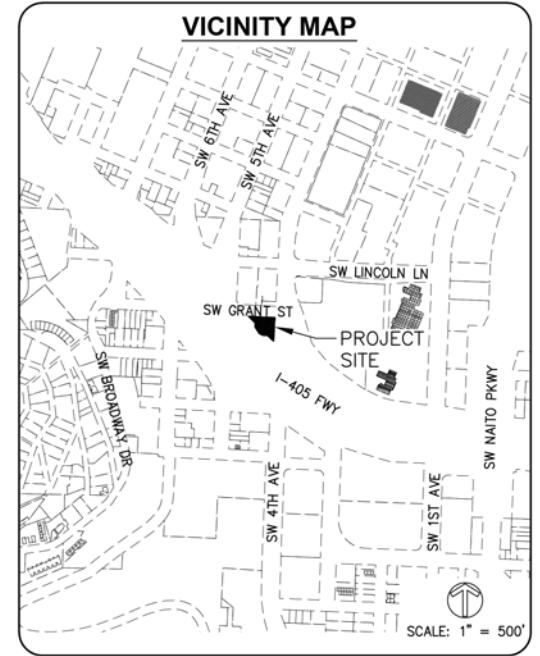 VICINITY MAP
SW 6TH AVE
SW 5TH AVE
SW LINCOLN LN
SW GRANT ST
PROJECT
SITE
I-405 FWY
SW BROADWAY DR
SW NAITO PKWY
SW 4TH AVE
SW 1ST AVE
SCALE: 1" = 500'